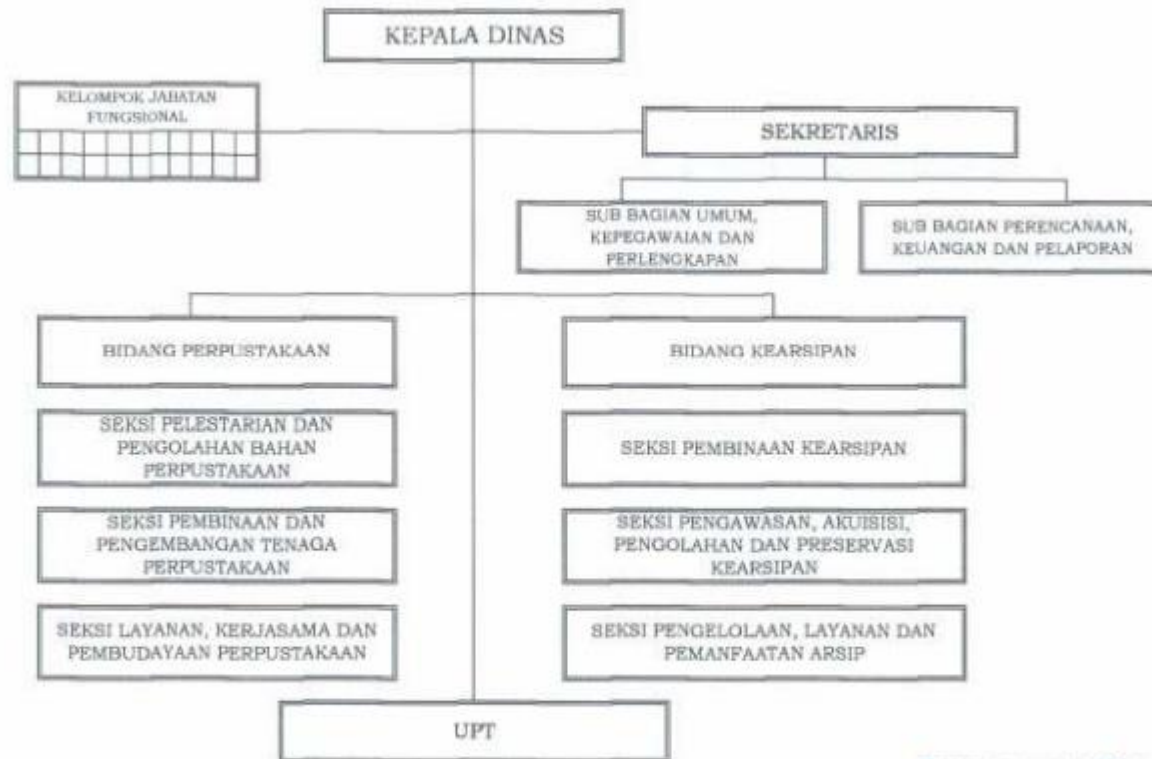 KEPALA DINAS
KELOMPOK JABATAN
FUNGSIONAL
SEKRETARIS
SUB BAGIAN UMUM,
KEPEGAWAIAN DAN
PERLENGKAPAN
SUB BAGIAN PERENCANAAN,
KEUANGAN DAN PELAPORAN
BIDANG PERPUSTAKAAN
BIDANG KEARSIPAN
SEKSI PELESTARIAN DAN
PENGOLAHAN BAHAN
PERPUSTAKAAN
SEKSI PEMBINAAN KEARSIPAN
SEKSI PEMBINAAN DAN
PENGEMBANGAN TENAGA
PERPUSTAKAAN
SEKSI PENGAWASAN, AKUISISI,
PENGOLAHAN DAN PRESERVASI
KEARSIPAN
SEKSI LAYANAN, KERJASAMA DAN
PEMBUDAYAAN PERPUSTAKAAN
SEKSI PENGELOLAAN, LAYANAN DAN
PEMANFAATAN ARSIP
UPT